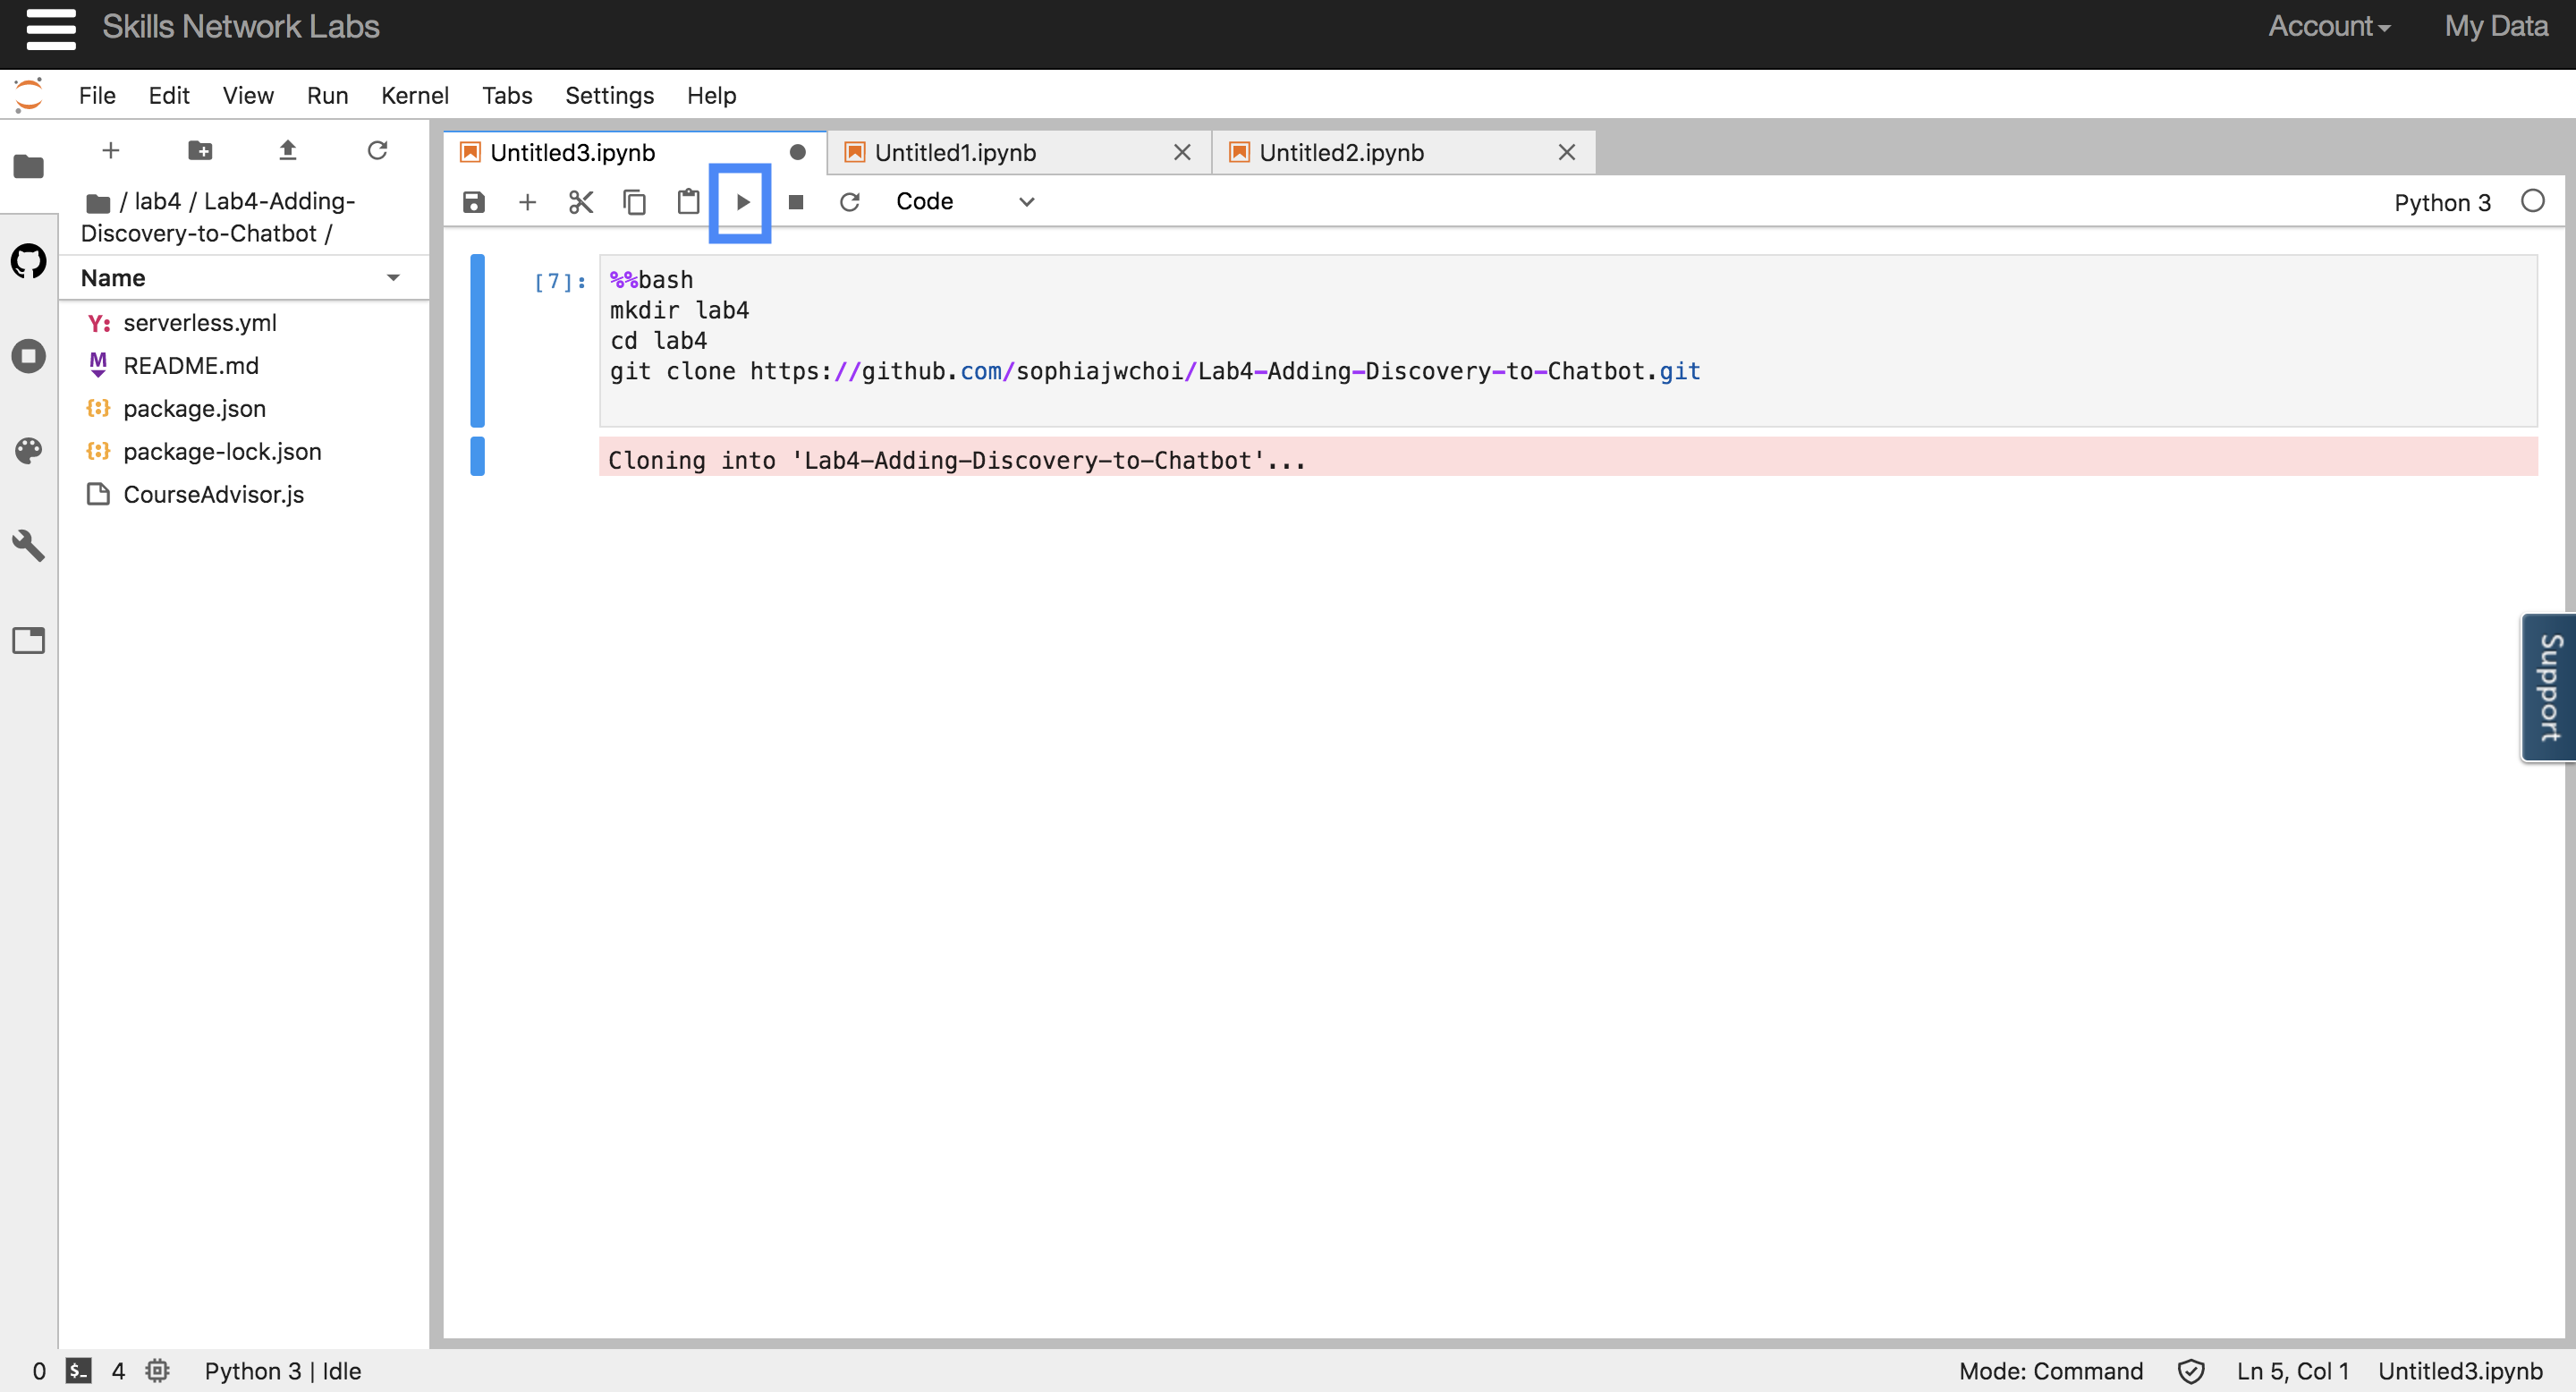 Skills Network Labs
Account
My Data
File Edit View Run Kernel Tabs Settings Help
/ lab4 / Lab4-Adding-
Discovery-to-Chatbot /
Name
serverless.yml
README.md
package.json
package-lock.json
CourseAdvisor.js
Untitled3.ipynb
Untitled1.ipynb
Untitled2.ipynb
Code
Python 3
[7]:
%%bash
mkdir lab4
cd lab4
git clone https://github.com/sophiajwchoi/Lab4-Adding-Discovery-to-Chatbot.git
Cloning into 'Lab4-Adding-Discovery-to-Chatbot'...
Support
0 $_ 4 Python 3 | Idle
Mode: Command Ln 5, Col 1 Untitled3.ipynb